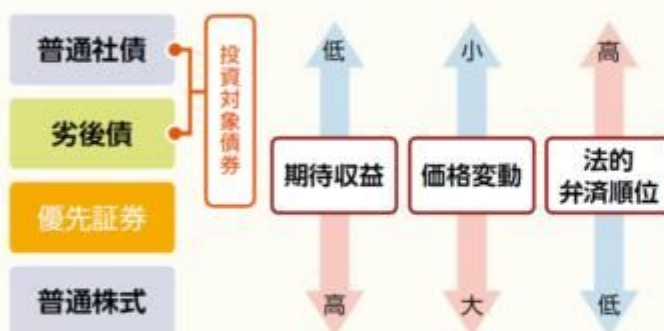 普通社債
劣後債
優先証券
普通株式
投資対象債券
低
小
高
期待収益
価格変動
法的
弁済順位
高
大
低